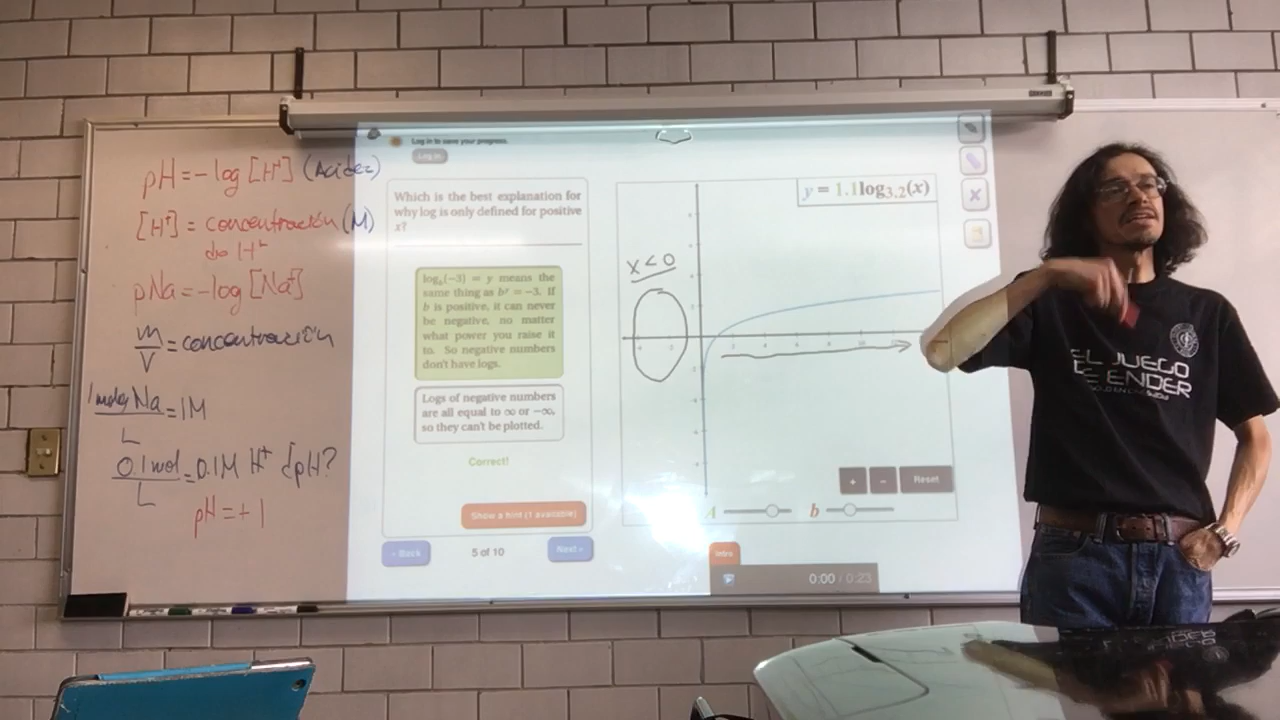 pH = -log [H⁺] (Acidez)
[H⁺] = concentración (M)
de H⁺
pNa = -log [Na⁺]
m/V = concentración
Na/L = 1M
0.1 mol/L = 0.1M H⁺ ¿pH?
pH = + 1
Log in to save your progress.
Log in
Which is the best explanation for
why log is only defined for positive
x?
log_b(-3) = y means the
same thing as b^y = -3. If
b is positive, it can never
be negative, no matter
what power you raise it
to. So negative numbers
don't have logs.
Logs of negative numbers
are all equal to ∞ or -∞,
so they can't be plotted.
Correct!
Show a hint (1 available)
‹ Back
5 of 10
Next ›
y = 1.1log₃.₂(x)
x < 0
+
-
Reset
b
Intro
0:00 / 0:23
EL JUEGO
DE ENDER